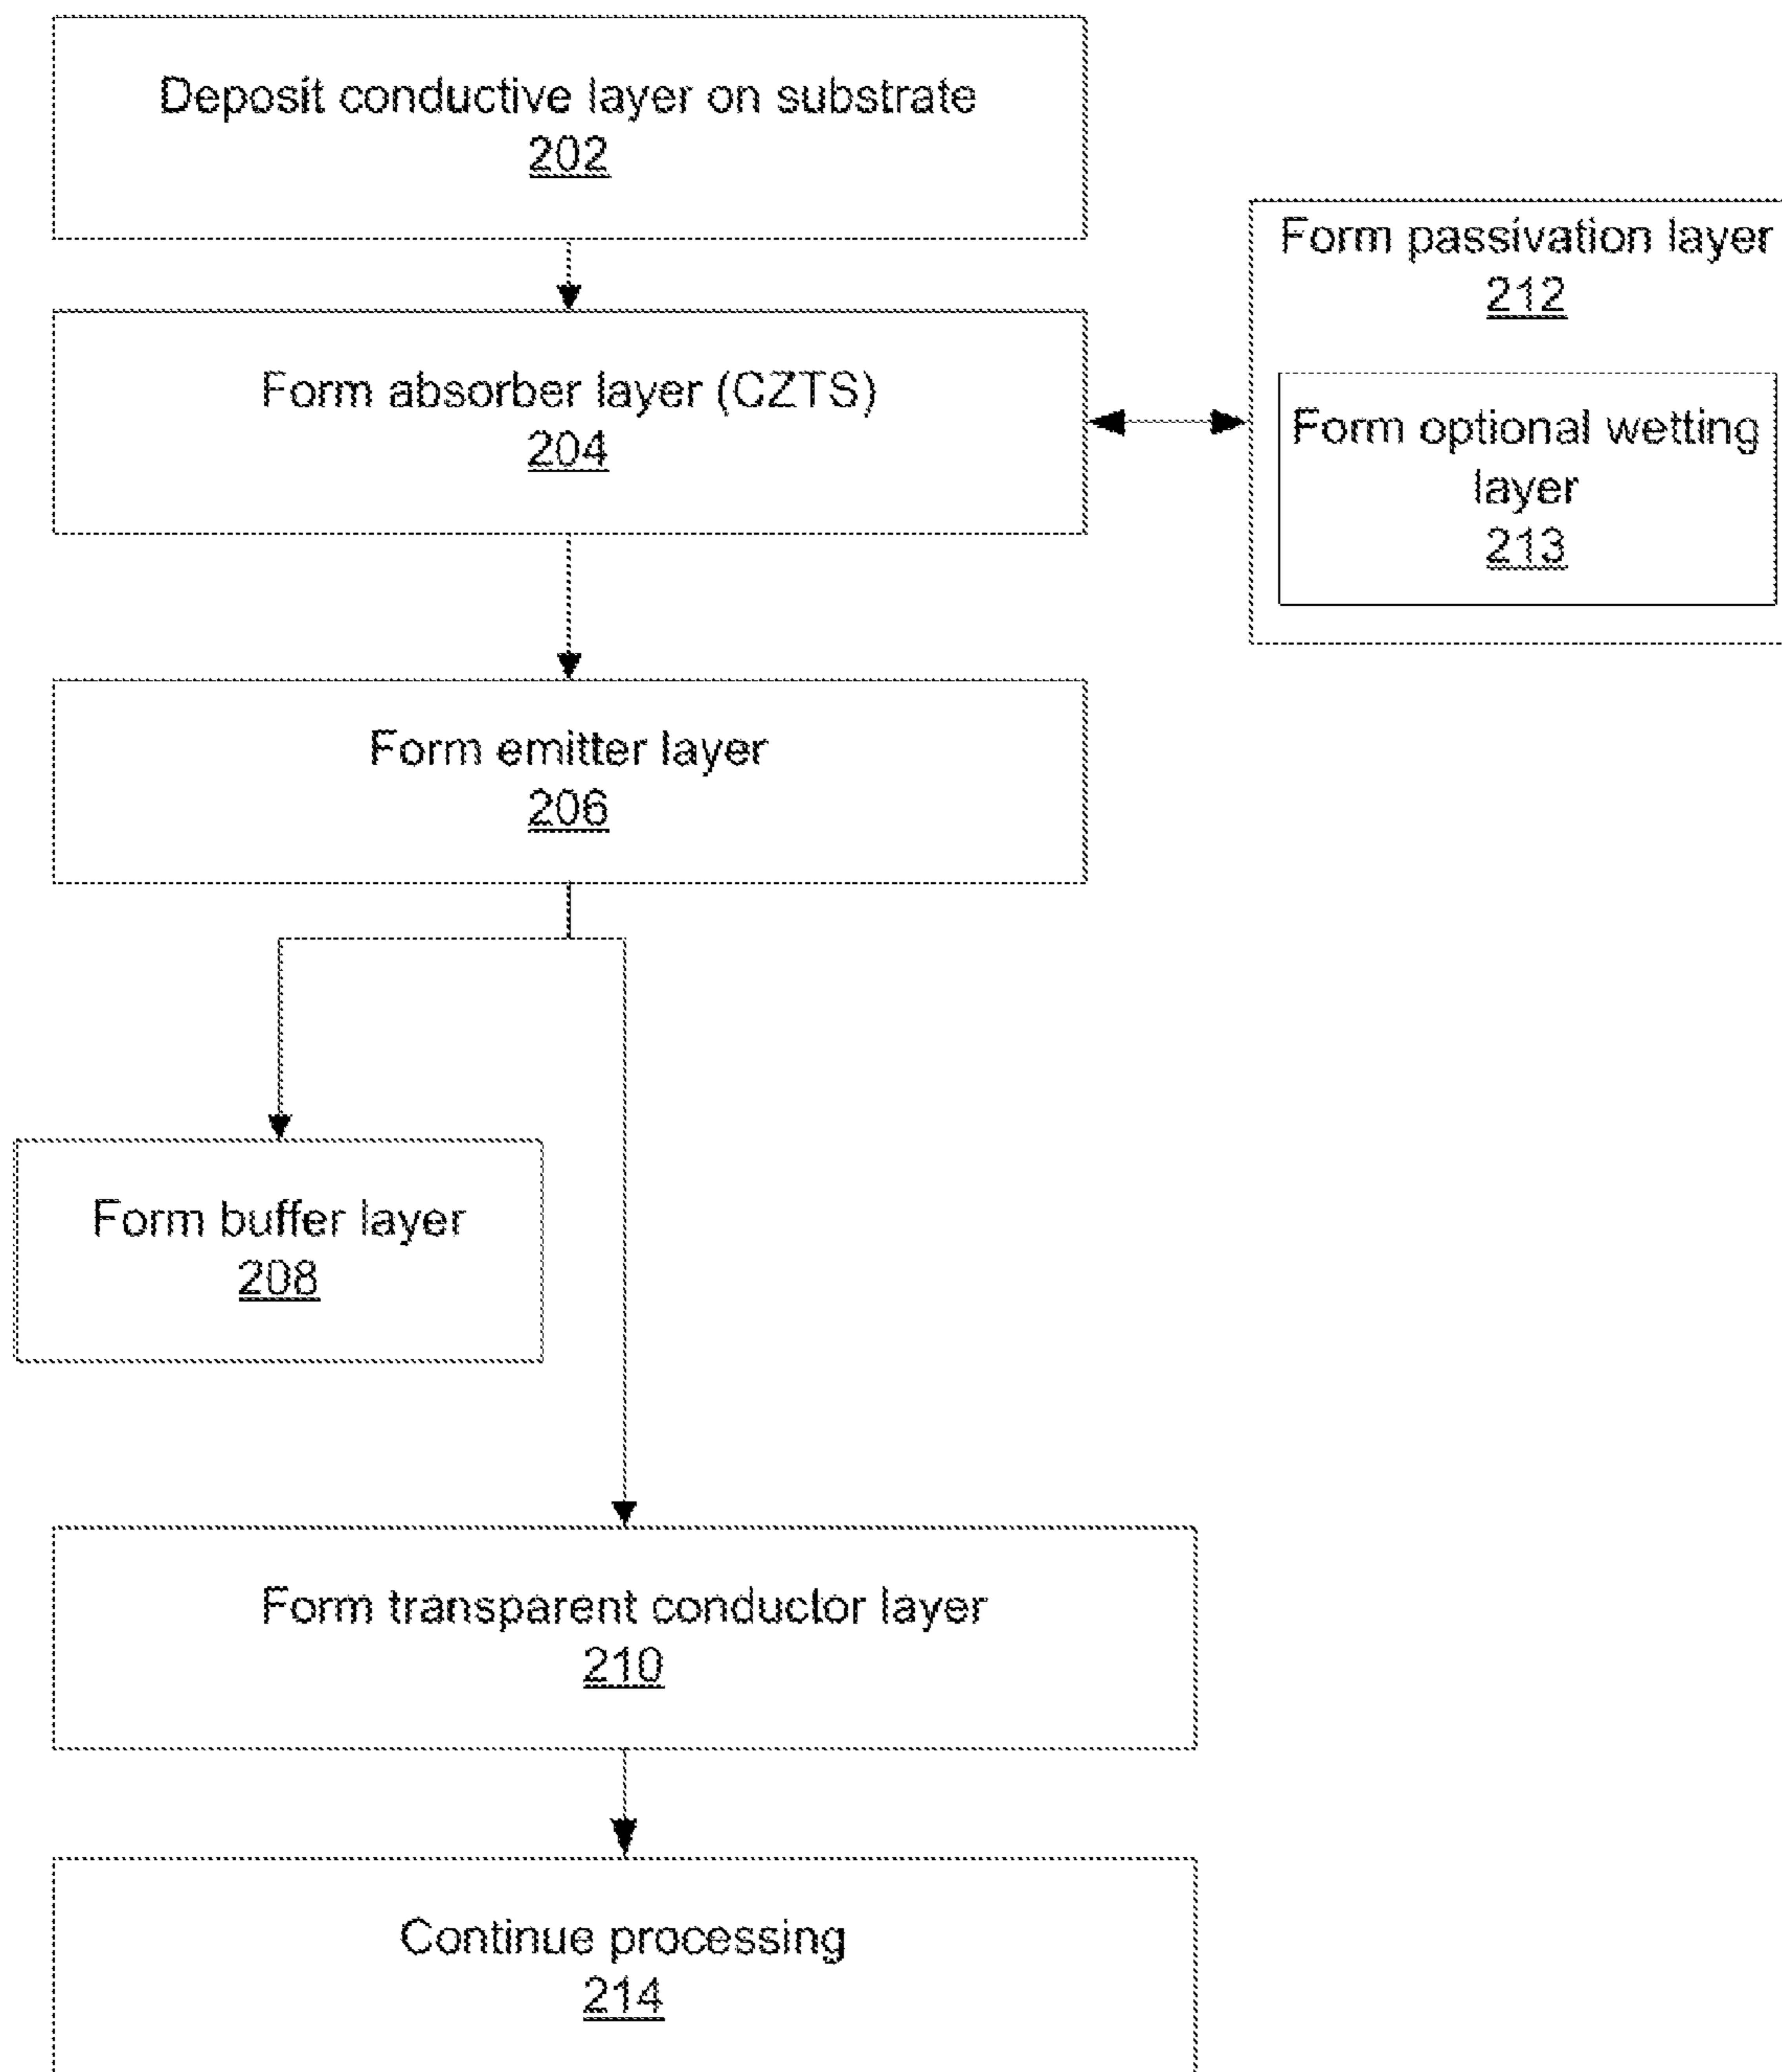 Deposit conductive layer on substrate
202
Form passivation layer
212
Form absorber layer (CZTS)
204
Form optional wetting
layer
213
Form emitter layer
206
Form buffer layer
208
Form transparent conductor layer
210
Continue processing
214